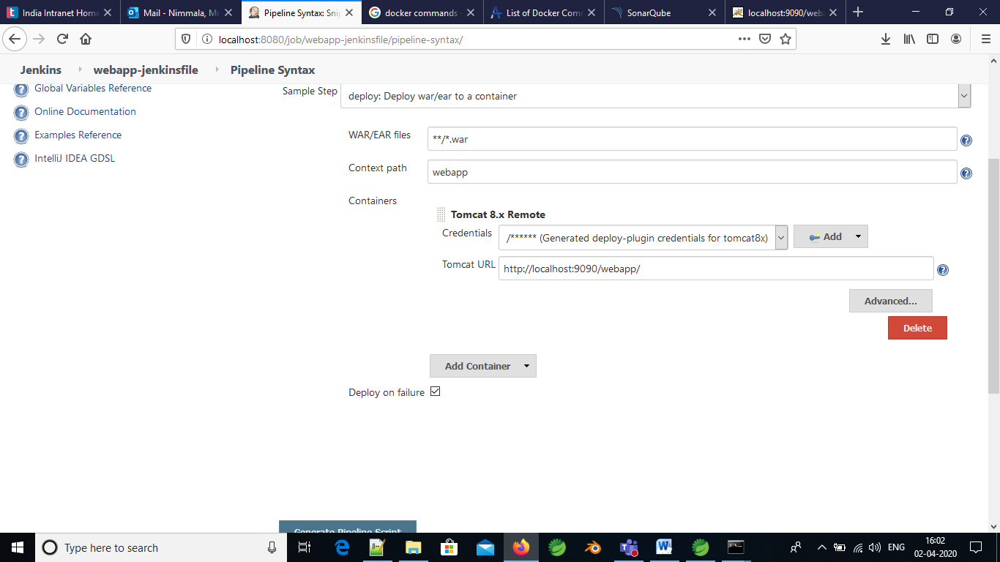 India Intranet Home
Mail - Nimmala, Mr
Pipeline Syntax: Snip
docker commands -
List of Docker Com
SonarQube
localhost:9090/web
localhost:8080/job/webapp-jenkinsfile/pipeline-syntax/
Jenkins webapp-jenkinsfile Pipeline Syntax
Global Variables Reference
Online Documentation
Examples Reference
IntelliJ IDEA GDSL
Sample Step deploy: Deploy war/ear to a container
WAR/EAR files **/*.war
Context path webapp
Containers
Tomcat 8.x Remote
Credentials /****** (Generated deploy-plugin credentials for tomcat8x) Add
Tomcat URL http://localhost:9090/webapp/
Advanced...
Delete
Add Container
Deploy on failure
Generate Pipeline Script
Type here to search
ENG
16:02
02-04-2020